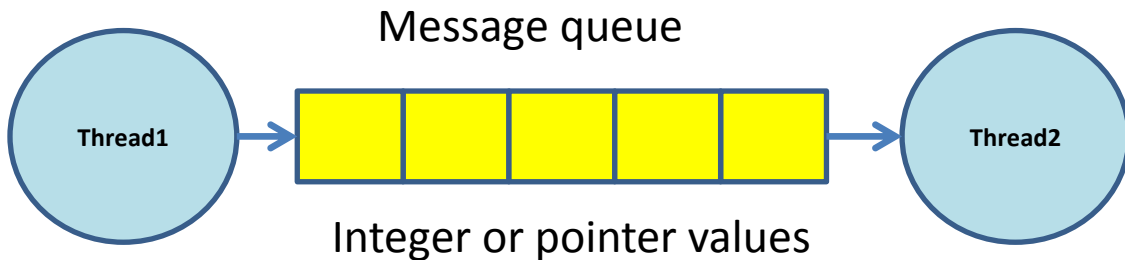 Message queue
Thread1
Thread2
Integer or pointer values